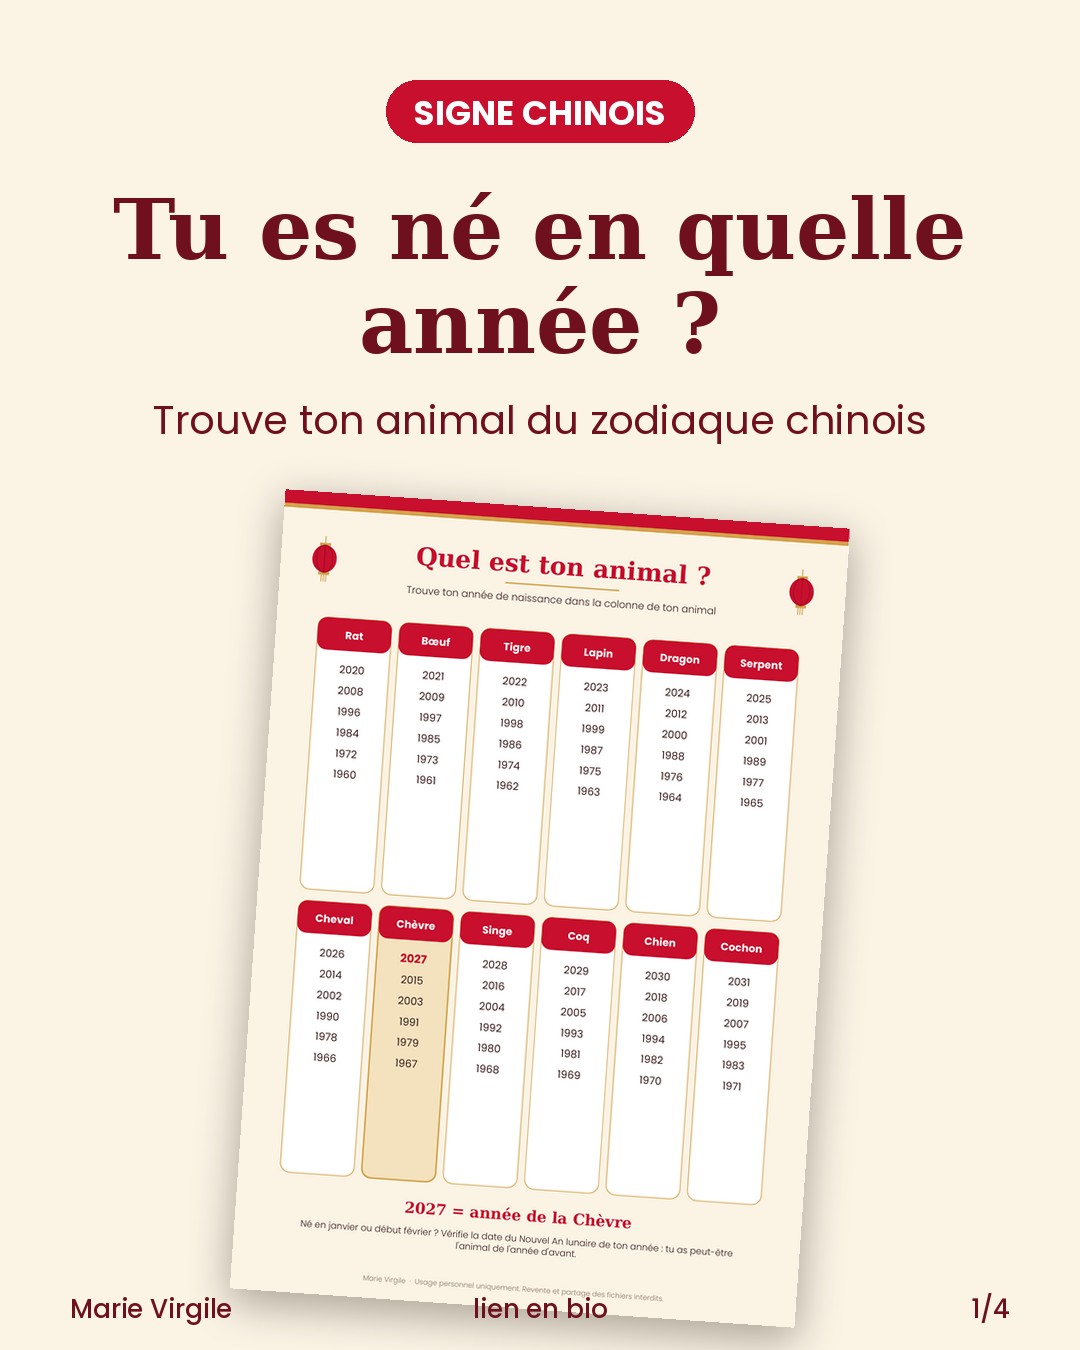 SIGNE CHINOIS
Tu es né en quelle
année ?
Trouve ton animal du zodiaque chinois
Quel est ton animal ?
Trouve ton année de naissance dans la colonne de ton animal
Rat Bœuf Tigre Lapin Dragon Serpent
2020 2021 2022 2023 2024 2025
2008 2009 2010 2011 2012 2013
1996 1997 1998 1999 2000 2001
1984 1985 1986 1987 1988 1989
1972 1973 1974 1975 1976 1977
1960 1961 1962 1963 1964 1965
Cheval Chèvre Singe Coq Chien Cochon
2026 2027 2028 2029 2030 2031
2014 2015 2016 2017 2018 2019
2002 2003 2004 2005 2006 2007
1990 1991 1992 1993 1994 1995
1978 1979 1980 1981 1982 1983
1966 1967 1968 1969 1970 1971
2027 = année de la Chèvre
Né en janvier ou début février ? Vérifie la date du Nouvel An lunaire de ton année : tu as peut-être
l'animal de l'année d'avant.
Marie Virgile · Usage personnel uniquement. Revente et partage des fichiers interdits.
Marie Virgile lien en bio 1/4